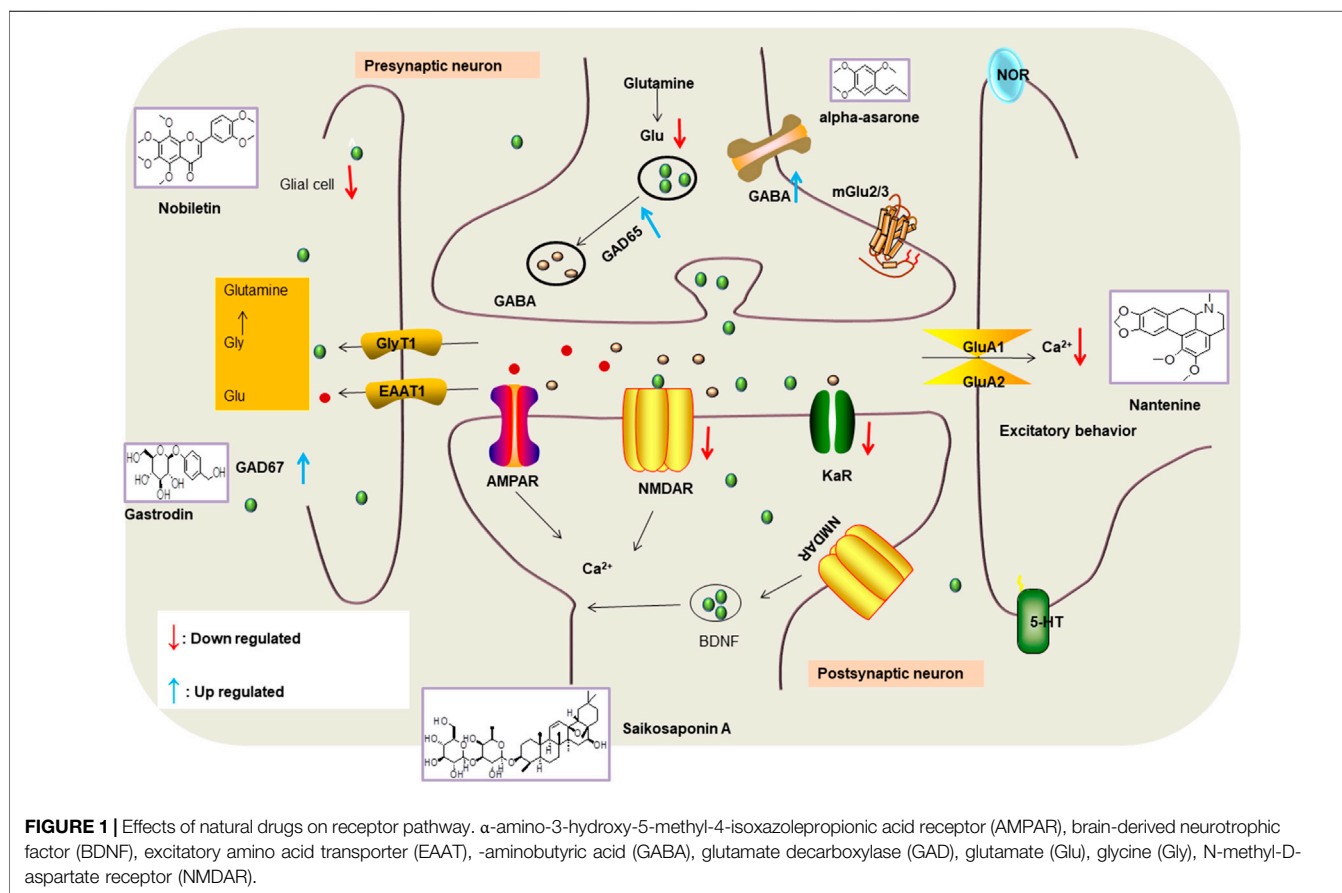 Presynaptic neuron
Glutamine
Glu
NOR
alpha-asarone
GABA
mGlu2/3
Glial cell
Nobiletin
GAD65
GABA
Glutamine
Gly
Glu
GlyT1
EAAT1
GluA1
GluA2
Ca²⁺
Nantenine
Excitatory behavior
GAD67
Gastrodin
AMPAR
NMDAR
KaR
NMDAR
Ca²⁺
BDNF
5-HT
↓: Down regulated
↑: Up regulated
Postsynaptic neuron
Saikosaponin A
FIGURE 1 | Effects of natural drugs on receptor pathway. α-amino-3-hydroxy-5-methyl-4-isoxazolepropionic acid receptor (AMPAR), brain-derived neurotrophic
factor (BDNF), excitatory amino acid transporter (EAAT), -aminobutyric acid (GABA), glutamate decarboxylase (GAD), glutamate (Glu), glycine (Gly), N-methyl-D-
aspartate receptor (NMDAR).